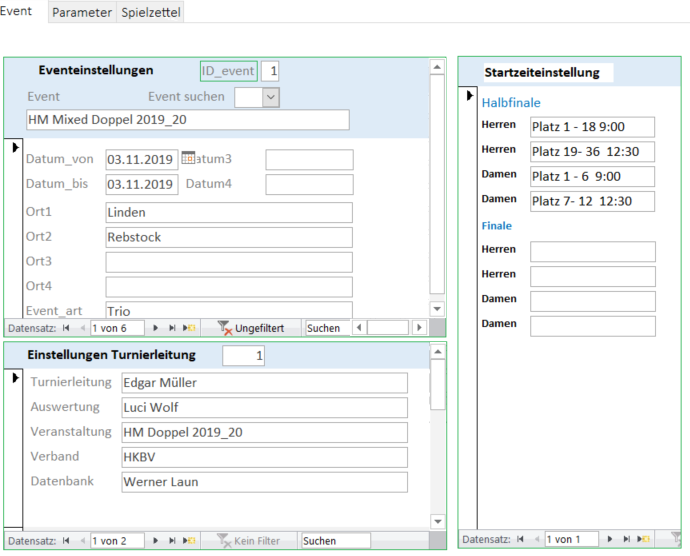 Event Parameter Spielzettel
Eventeinstellungen ID_event 1
Event Event suchen
HM Mixed Doppel 2019_20
Datum_von 03.11.2019 atum3
Datum_bis 03.11.2019 Datum4
Ort1 Linden
Ort2 Rebstock
Ort3
Ort4
Event_art Trio
Datensatz: 1 von 6 Ungefiltert Suchen
Einstellungen Turnierleitung 1
Turnierleitung Edgar Müller
Auswertung Luci Wolf
Veranstaltung HM Doppel 2019_20
Verband HKBV
Datenbank Werner Laun
Datensatz: 1 von 2 Kein Filter Suchen
Startzeiteinstellung
Halbfinale
Herren Platz 1 - 18 9:00
Herren Platz 19- 36 12:30
Damen Platz 1 - 6 9:00
Damen Platz 7- 12 12:30
Finale
Herren
Herren
Damen
Damen
Datensatz: 1 von 1